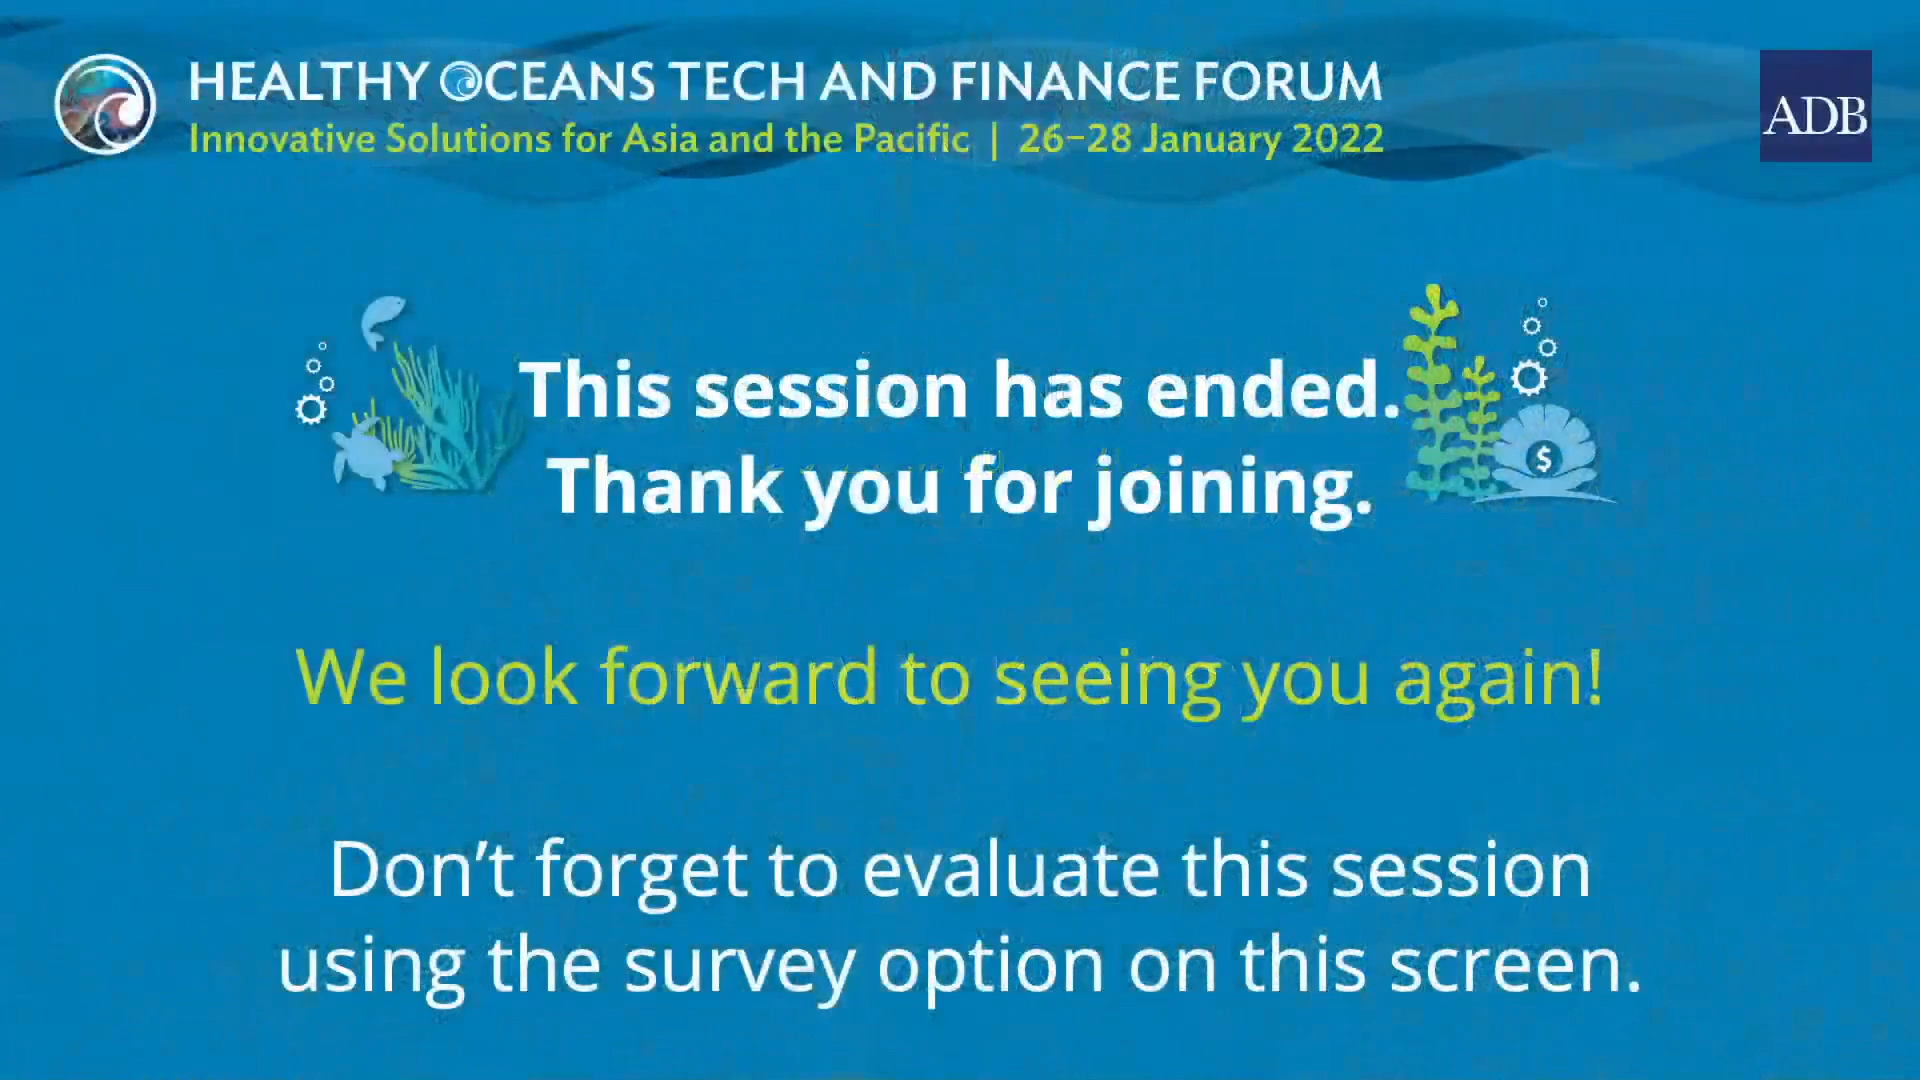 HEALTHY OCEANS TECH AND FINANCE FORUM
Innovative Solutions for Asia and the Pacific | 26–28 January 2022
ADB
This session has ended.
Thank you for joining.
$
We look forward to seeing you again!
Don’t forget to evaluate this session
using the survey option on this screen.